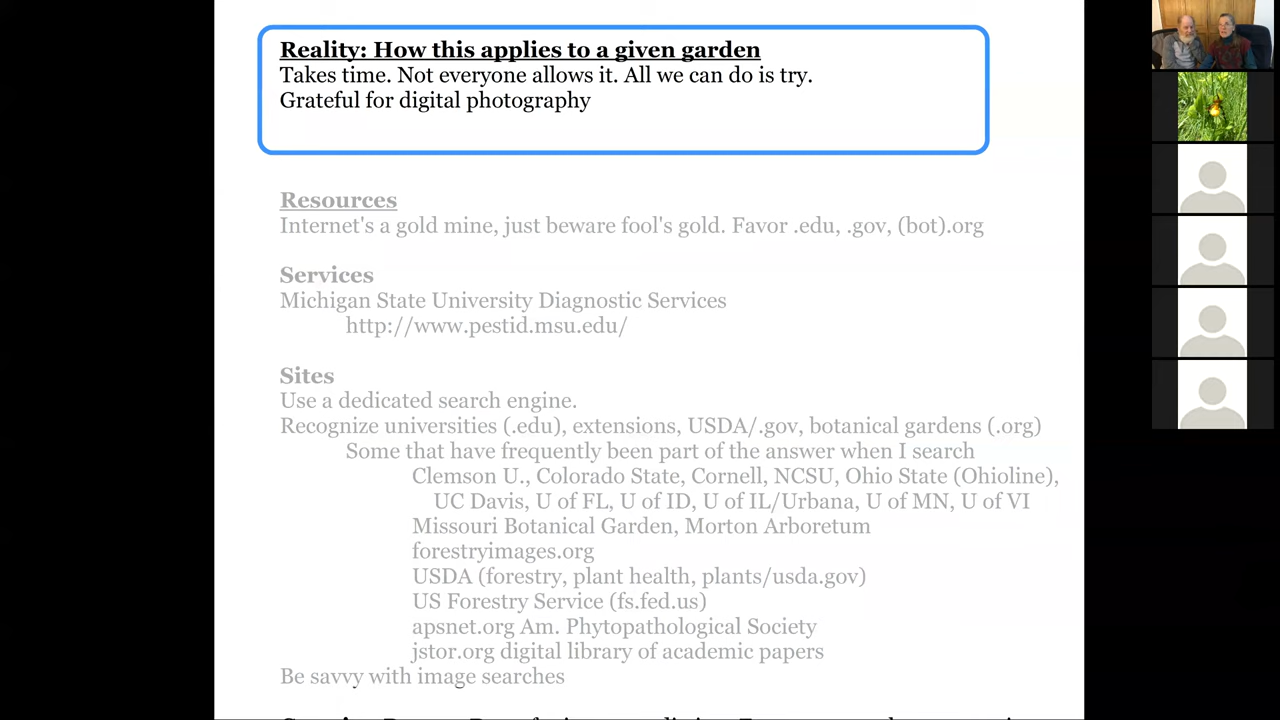 Reality: How this applies to a given garden
Takes time. Not everyone allows it. All we can do is try.
Grateful for digital photography
Resources
Internet's a gold mine, just beware fool's gold. Favor .edu, .gov, (bot).org
Services
Michigan State University Diagnostic Services
http://www.pestid.msu.edu/
Sites
Use a dedicated search engine.
Recognize universities (.edu), extensions, USDA/.gov, botanical gardens (.org)
Some that have frequently been part of the answer when I search
Clemson U., Colorado State, Cornell, NCSU, Ohio State (Ohioline),
UC Davis, U of FL, U of ID, U of IL/Urbana, U of MN, U of VI
Missouri Botanical Garden, Morton Arboretum
forestryimages.org
USDA (forestry, plant health, plants/usda.gov)
US Forestry Service (fs.fed.us)
apsnet.org Am. Phytopathological Society
jstor.org digital library of academic papers
Be savvy with image searches